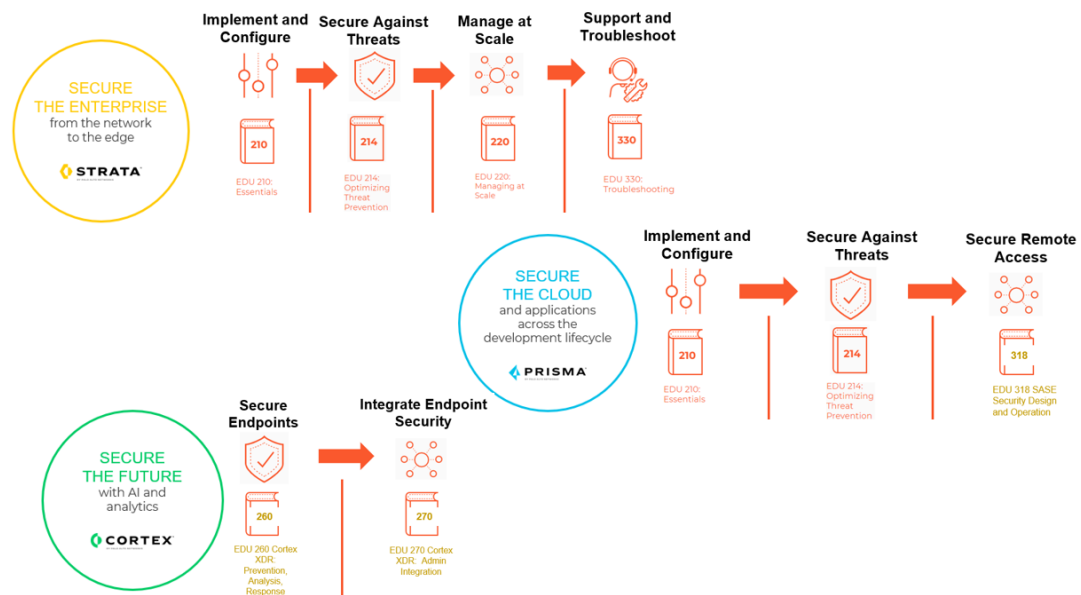 SECURE
THE ENTERPRISE
from the network
to the edge
STRATA
Implement and
Configure
210
EDU 210:
Essentials
Secure Against
Threats
214
EDU 214:
Optimizing
Threat
Prevention
Manage at
Scale
220
EDU 220:
Managing at
Scale
Support and
Troubleshoot
330
EDU 330:
Troubleshooting
SECURE
THE CLOUD
and applications
across the
development lifecycle
PRISMA
Implement and
Configure
210
EDU 210:
Essentials
Secure Against
Threats
214
EDU 214:
Optimizing
Threat
Prevention
Secure Remote
Access
318
EDU 318 SASE
Security Design
and Operation
SECURE
THE FUTURE
with AI and
analytics
CORTEX
Secure
Endpoints
260
EDU 260 Cortex
XDR:
Prevention,
Analysis,
Response
Integrate Endpoint
Security
270
EDU 270 Cortex
XDR: Admin
Integration